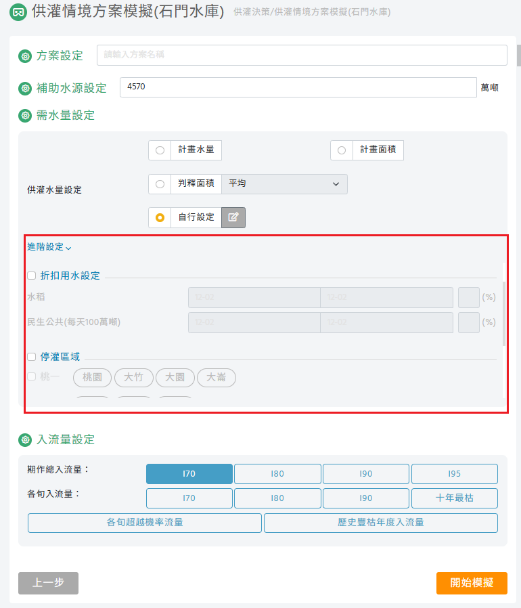 供灌情境方案模擬(石門水庫) 供灌決策/供灌情境方案模擬(石門水庫)
方案設定 請輸入方案名稱
補助水源設定 4570 萬噸
需水量設定
計畫水量 計畫面積
供灌水量設定 判釋面積 平均
自行設定
進階設定
折扣用水設定
水稻 (%)
民生公共(每天100萬噸) (%)
停灌區域
桃一 桃園 大竹 大園 大崙
入流量設定
期作總入流量： I70 I80 I90 I95
各旬入流量： I70 I80 I90 十年最枯
各旬超越機率流量 歷史豐枯年度入流量
上一步 開始模擬